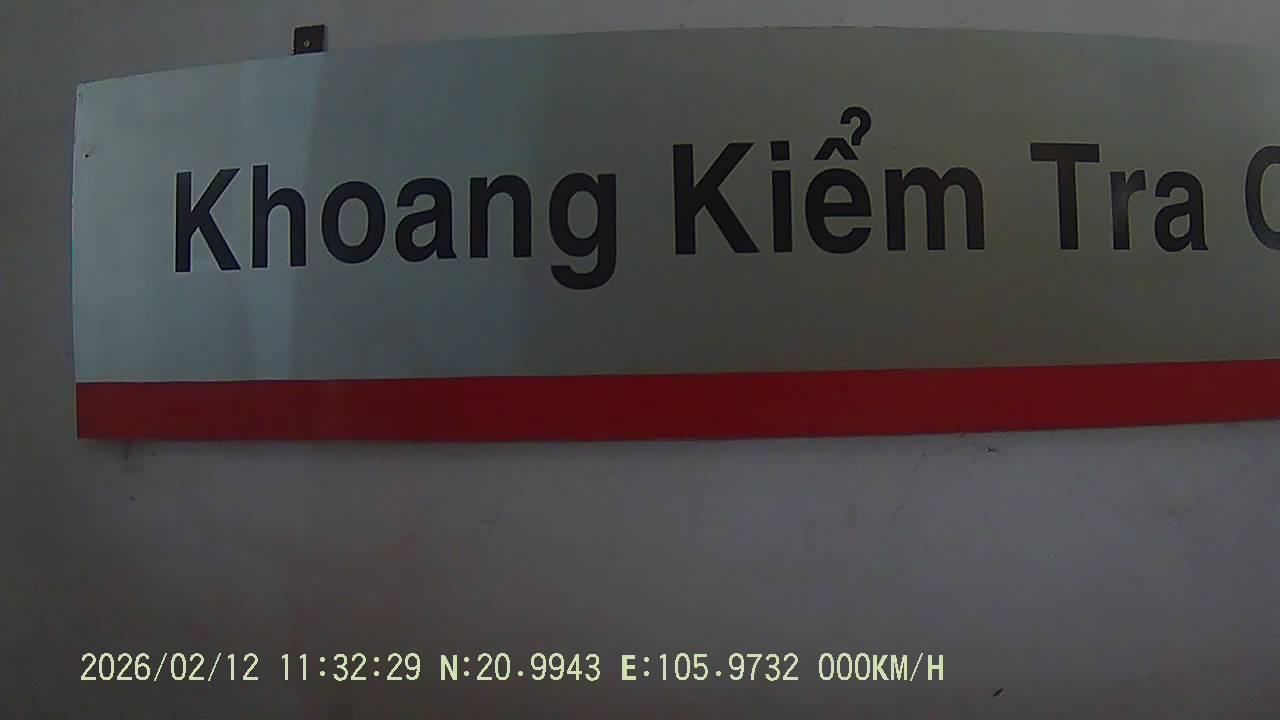 Khoang Kiểm Tra
2026/02/12 11:32:29 N:20.9943 E:105.9732 000KM/H